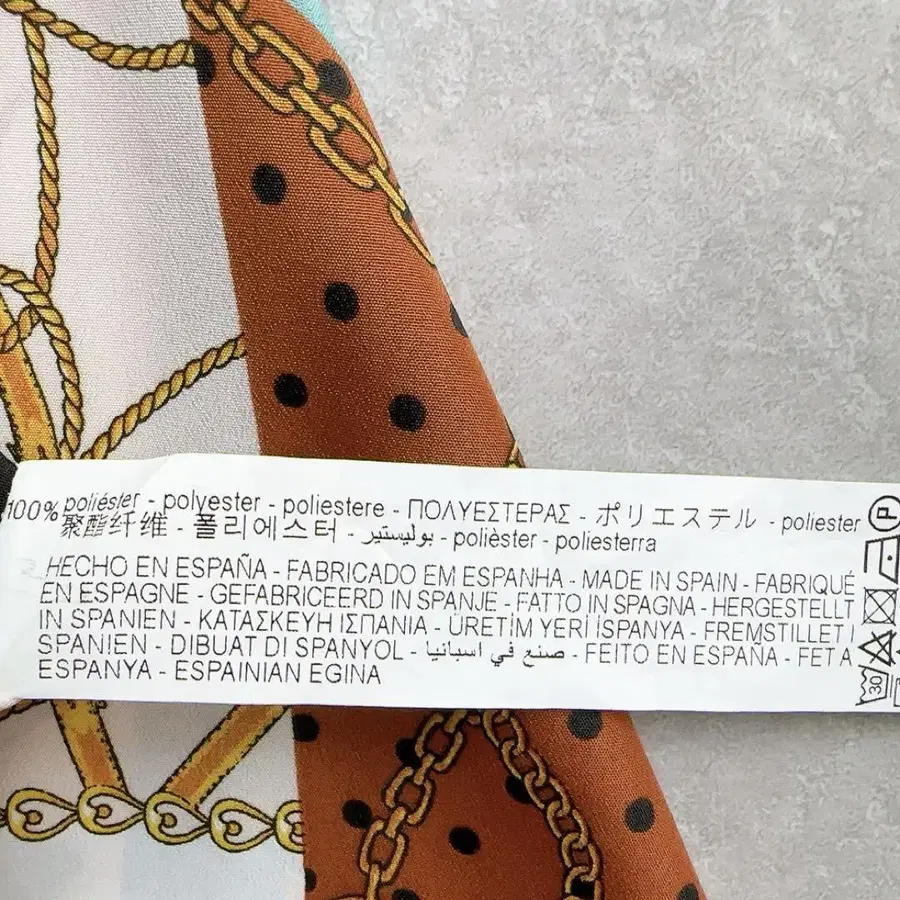 100% poliéster - polyester - poliestere - ΠΟΛΥΕΣΤΕΡΑΣ - ポリエステル - poliester
聚酯纤维 - 폴리에스터 - بوليستير - polièster - poliesterra
HECHO EN ESPAÑA - FABRICADO EM ESPANHA - MADE IN SPAIN - FABRIQUÉ
EN ESPAGNE - GEFABRICEERD IN SPANJE - FATTO IN SPAGNA - HERGESTELLT
IN SPANIEN - ΚΑΤΑΣΚΕΥΗ ΙΣΠΑΝΙΑ - ÜRETİM YERİ İSPANYA - FREMSTILLET I
SPANIEN - DIBUAT DI SPANYOL - صنع في اسبانيا - FEITO EN ESPAÑA - FET A
ESPANYA - ESPAINIAN EGINA
P
30